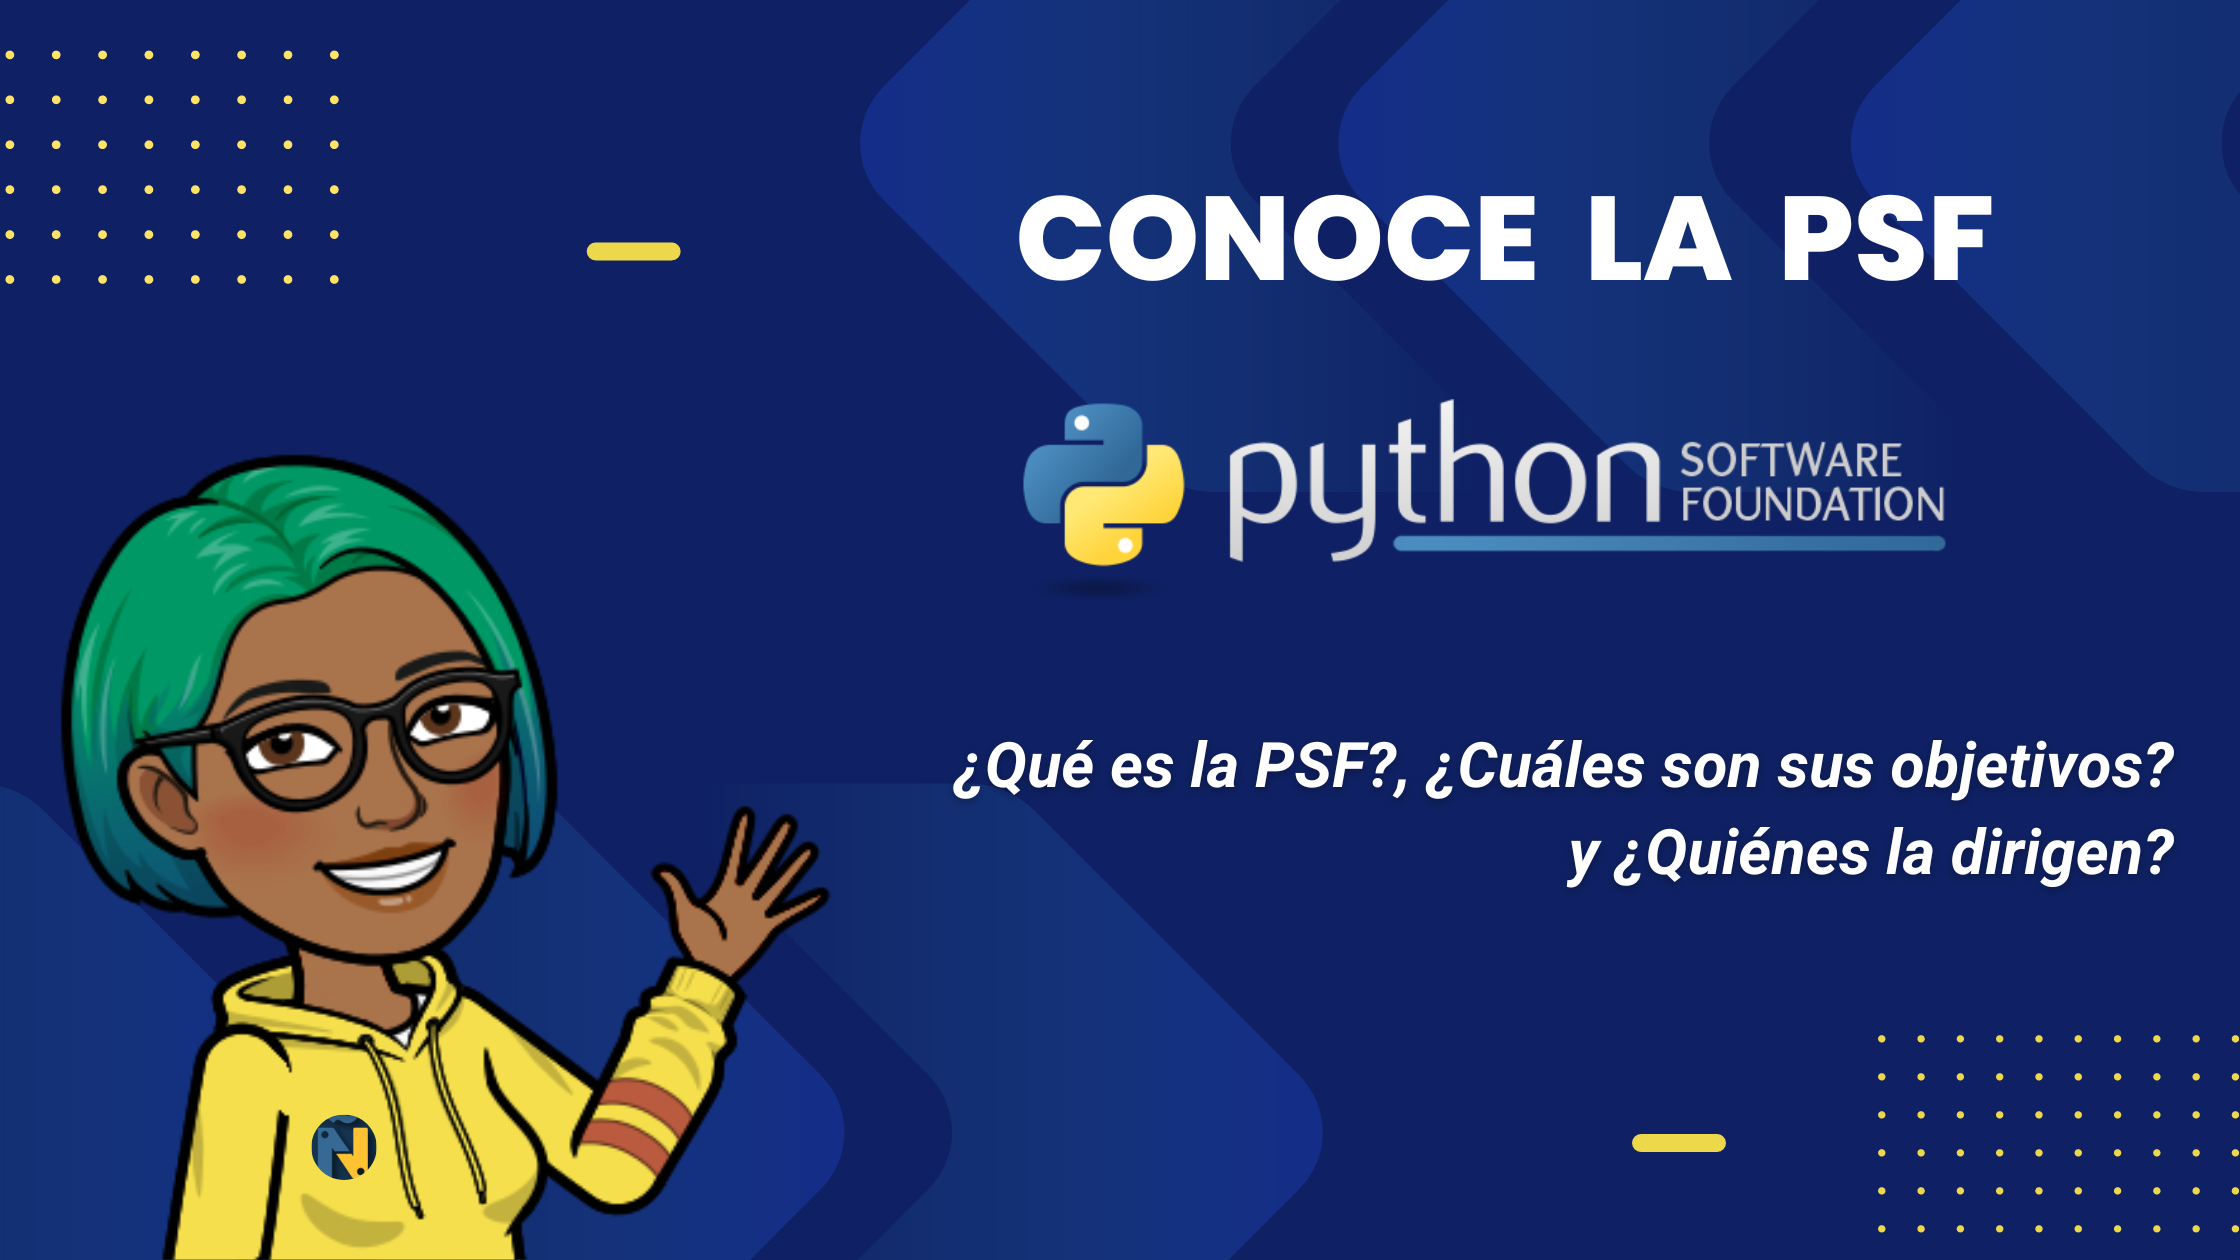 CONOCE LA PSF
python SOFTWARE
FOUNDATION
¿Qué es la PSF?, ¿Cuáles son sus objetivos?
y ¿Quiénes la dirigen?